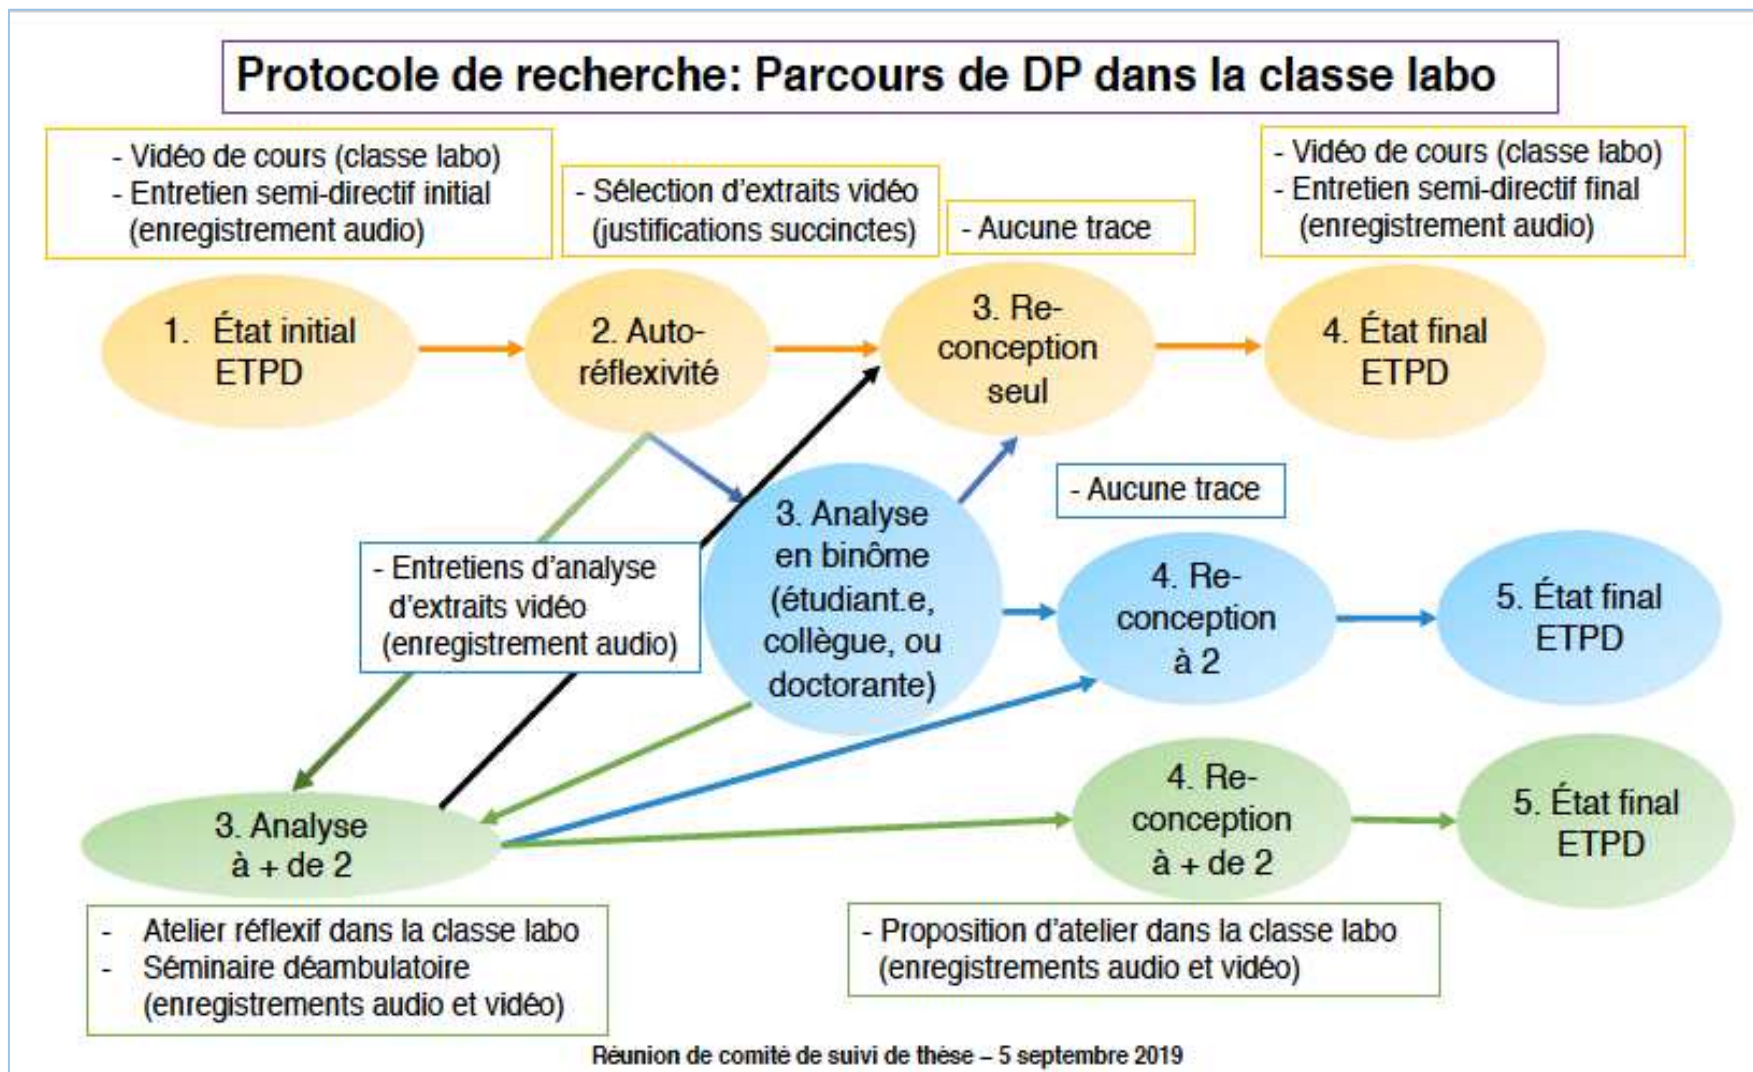 Protocole de recherche: Parcours de DP dans la classe labo
- Vidéo de cours (classe labo)
- Entretien semi-directif initial
(enregistrement audio)
- Sélection d'extraits vidéo
(justifications succinctes)
- Aucune trace
- Vidéo de cours (classe labo)
- Entretien semi-directif final
(enregistrement audio)
1. État initial
ETPD
2. Auto-
réflexivité
3. Re-
conception
seul
4. État final
ETPD
- Entretiens d'analyse
d'extraits vidéo
(enregistrement audio)
3. Analyse
en binôme
(étudiant.e,
collègue, ou
doctorante)
- Aucune trace
4. Re-
conception
à 2
5. État final
ETPD
3. Analyse
à + de 2
4. Re-
conception
à + de 2
5. État final
ETPD
- Atelier réflexif dans la classe labo
- Séminaire déambulatoire
(enregistrements audio et vidéo)
- Proposition d'atelier dans la classe labo
(enregistrements audio et vidéo)
Réunion de comité de suivi de thèse – 5 septembre 2019